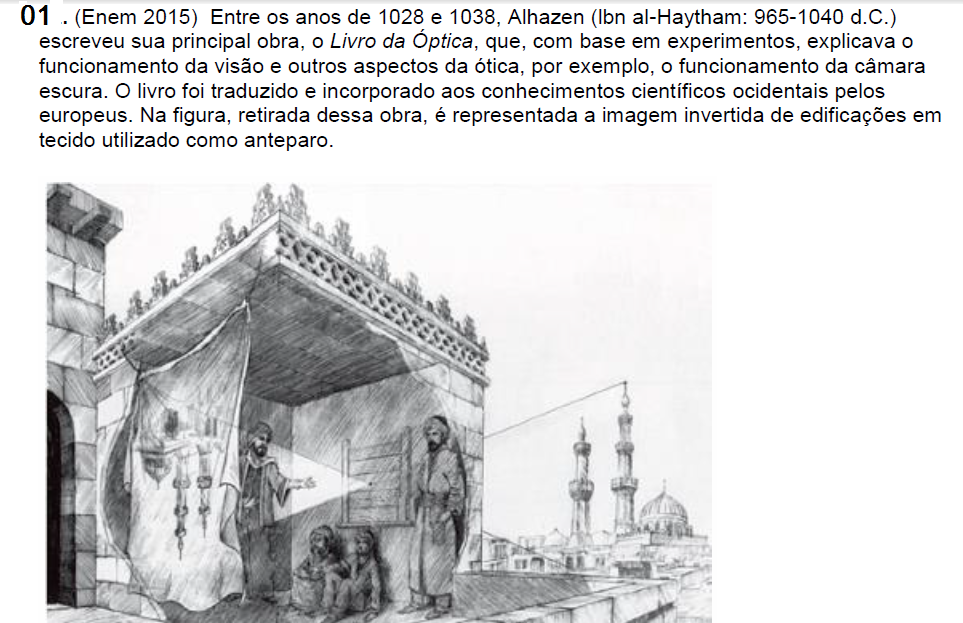 01 . (Enem 2015) Entre os anos de 1028 e 1038, Alhazen (lbn al-Haytham: 965-1040 d.C.)
escreveu sua principal obra, o Livro da Óptica, que, com base em experimentos, explicava o
funcionamento da visão e outros aspectos da ótica, por exemplo, o funcionamento da câmara
escura. O livro foi traduzido e incorporado aos conhecimentos científicos ocidentais pelos
europeus. Na figura, retirada dessa obra, é representada a imagem invertida de edificações em
tecido utilizado como anteparo.